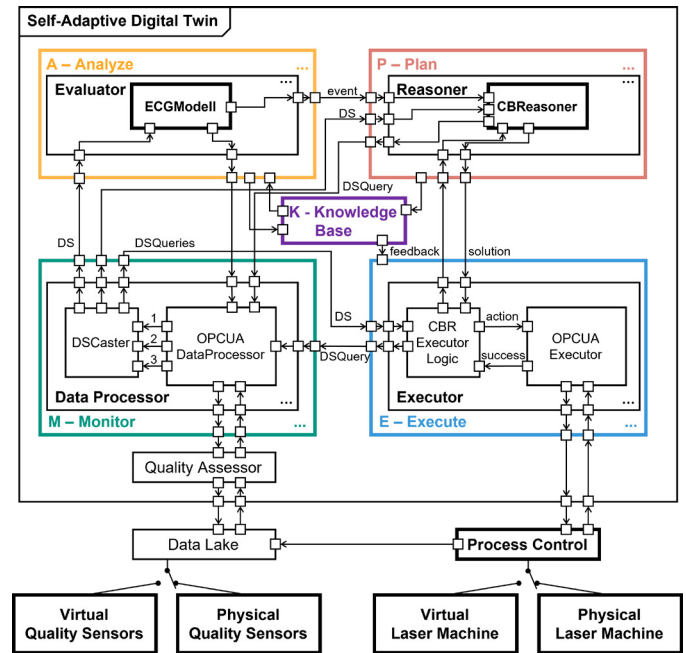 Self-Adaptive Digital Twin
A – Analyze
...
P – Plan
...
Evaluator
...
Reasoner
...
ECGModell
event
CBReasoner
DS
DSQuery
K - Knowledge
Base
DS
DSQueries
feedback
solution
DSCaster
1
2
3
OPCUA
DataProcessor
DS
DSQuery
CBR
Executor
Logic
action
success
OPCUA
Executor
Data Processor
...
Executor
...
M – Monitor
...
E – Execute
...
Quality Assessor
Data Lake
Process Control
Virtual
Quality Sensors
Physical
Quality Sensors
Virtual
Laser Machine
Physical
Laser Machine